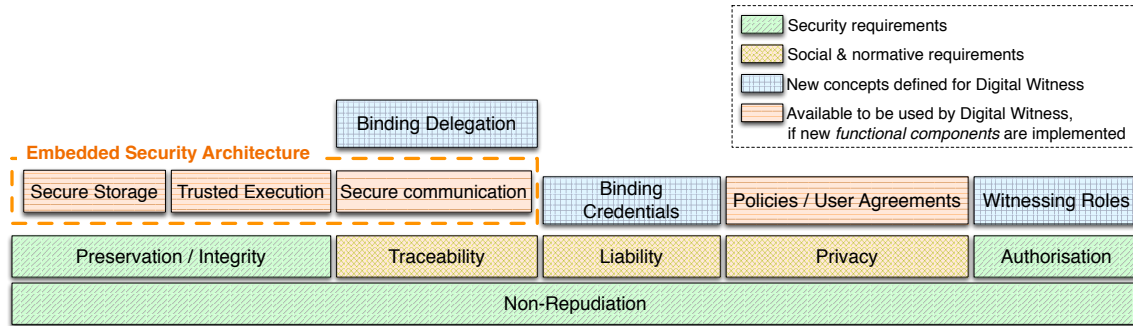 Security requirements
Social & normative requirements
New concepts defined for Digital Witness
Available to be used by Digital Witness,
if new functional components are implemented
Binding Delegation
Embedded Security Architecture
Secure Storage
Trusted Execution
Secure communication
Binding
Credentials
Policies / User Agreements
Witnessing Roles
Preservation / Integrity
Traceability
Liability
Privacy
Authorisation
Non-Repudiation